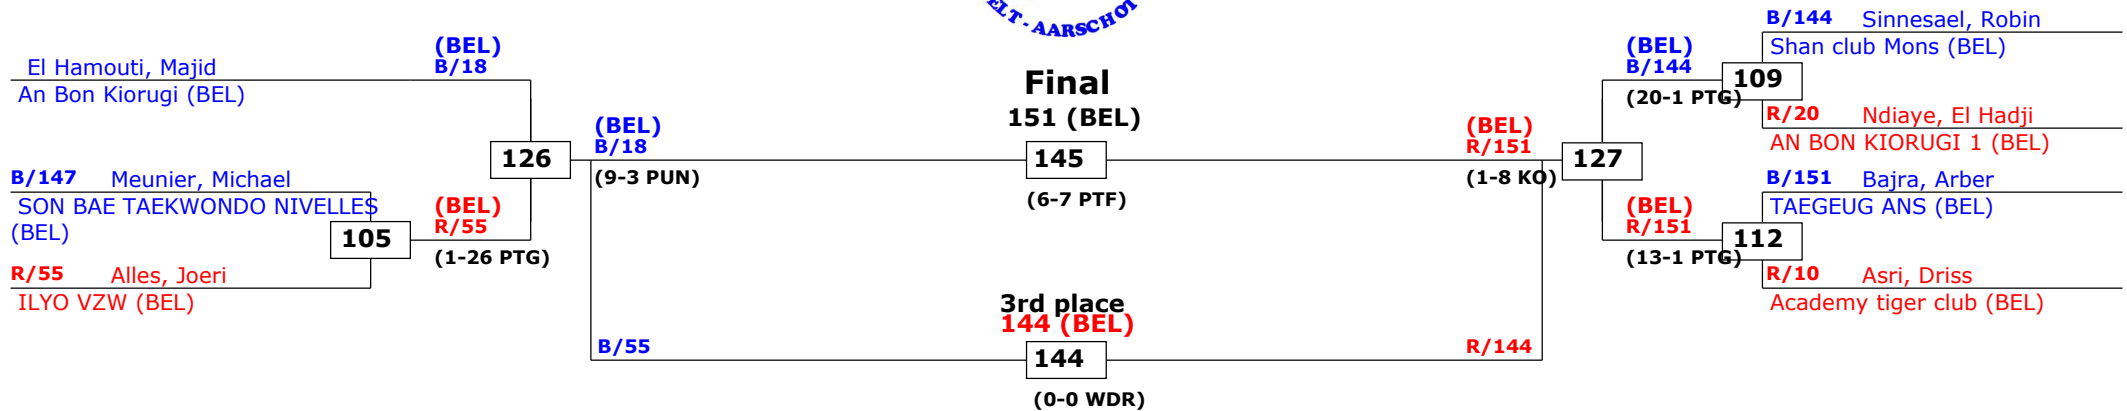 ELT - AARSCHOT
El Hamouti, Majid
An Bon Kiorugi (BEL)
(BEL)
B/18
B/147 Meunier, Michael
SON BAE TAEKWONDO NIVELLES
(BEL)
R/55 Alles, Joeri
ILYO VZW (BEL)
105
(BEL)
R/55
(1-26 PTG)
126
(BEL)
B/18
(9-3 PUN)
Final
151 (BEL)
145
(6-7 PTF)
3rd place
144 (BEL)
B/55
144
R/144
(0-0 WDR)
(BEL)
R/151
(1-8 KO)
127
(BEL)
B/144
(20-1 PTG)
109
(BEL)
R/151
(13-1 PTG)
112
B/144 Sinnesael, Robin
Shan club Mons (BEL)
R/20 Ndiaye, El Hadji
AN BON KIORUGI 1 (BEL)
B/151 Bajra, Arber
TAEGEUG ANS (BEL)
R/10 Asri, Driss
Academy tiger club (BEL)